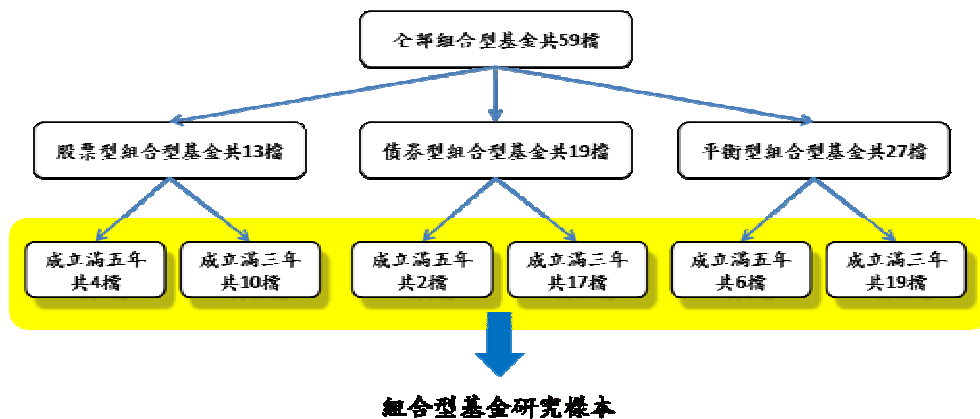 全部組合型基金共59檔
股票型組合型基金共13檔
債券型組合型基金共19檔
平衡型組合型基金共27檔
成立滿五年
共4檔
成立滿三年
共10檔
成立滿五年
共2檔
成立滿三年
共17檔
成立滿五年
共6檔
成立滿三年
共19檔
組合型基金研究樣本